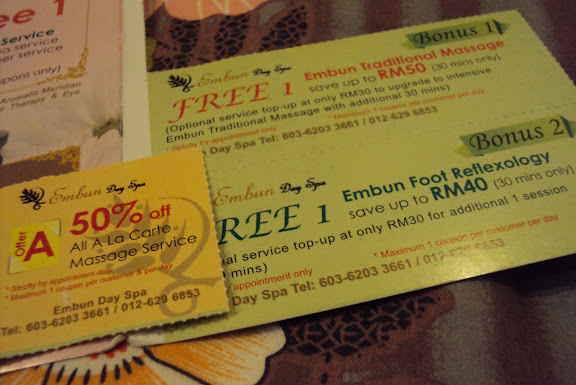 ee 1
Service
service
er
upons only)
Aromatic Meridian
Therapy & Eye
Bonus 1
Embun Day Spa
FREE 1
Embun Traditional Massage
save up to RM50 (30 mins only)
(Optional service top-up at only RM30 to upgrade to intensive
Embun Traditional Massage with additional 30 mins)
* Strictly by appointment only
* Maximum 1 coupon per customer per day
Day Spa Tel: 603-6203 3661 / 012-629 6853
Bonus 2
Embun Day Spa
REE 1
Embun Foot Reflexology
save up to RM40 (30 mins only)
nal service top-up at only RM30 for additional 1 session
mins)
* Maximum 1 coupon per customer per day
appointment only
Day Spa Tel: 603-6203 3661 / 012-629 6853
Embun Day Spa
Offer
A
50% off
All A La Carte
Massage Service
* Strictly by appointment only
* Maximum 1 coupon per customer & per day
Embun Day Spa
Tel: 603-6203 3661 / 012-629 6853